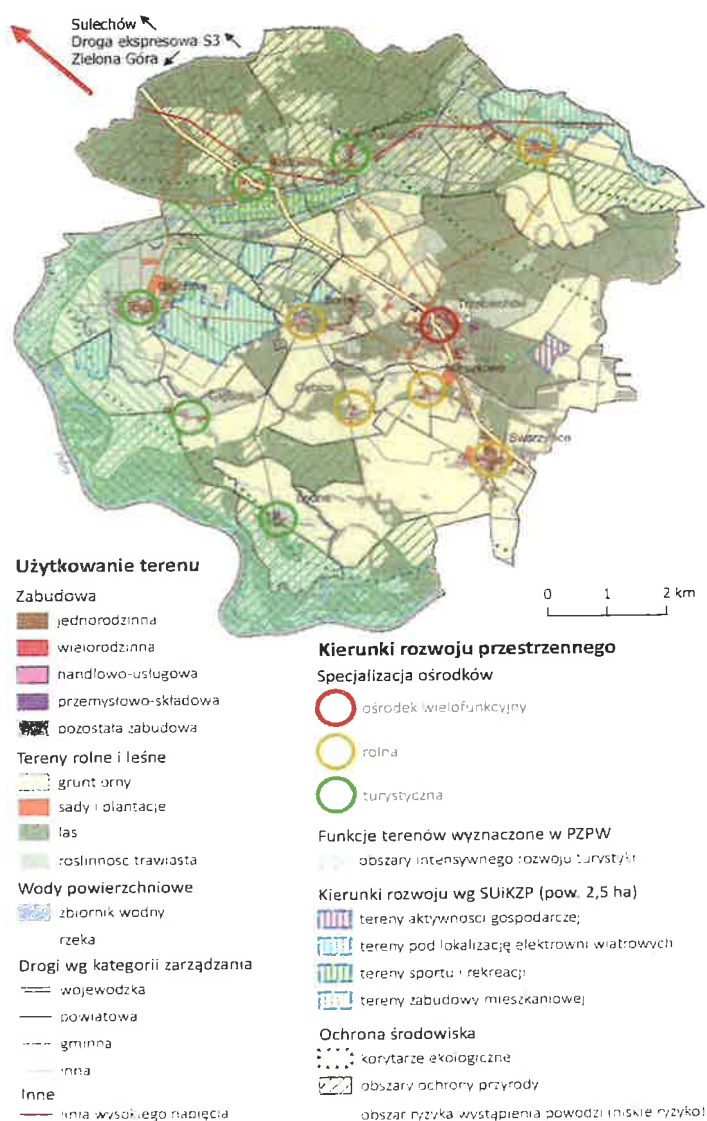 Sulechów
Droga ekspresowa S3
Zielona Góra
Trzebiechów
Swarzynice
Użytkowanie terenu
Zabudowa
jednorodzinna
wielorodzinna
handlowo-usługowa
przemysłowo-składowa
pozostała zabudowa
Tereny rolne i leśne
grunt orny
sady i plantacje
las
roślinność trawiasta
Wody powierzchniowe
zbiornik wodny
rzeka
Drogi wg kategorii zarządzania
wojewódzka
powiatowa
gminna
inna
Inne
linia wysokiego napięcia
0 1 2 km
Kierunki rozwoju przestrzennego
Specjalizacja ośrodków
ośrodek wielofunkcyjny
rolna
turystyczna
Funkcje terenów wyznaczone w PZPW
obszary intensywnego rozwoju turystyki
Kierunki rozwoju wg SUiKZP (pow. 2,5 ha)
tereny aktywności gospodarczej
tereny pod lokalizację elektrowni wiatrowych
tereny sportu i rekreacji
tereny zabudowy mieszkaniowej
Ochrona środowiska
korytarze ekologiczne
obszary ochrony przyrody
obszar ryzyka wystąpienia powodzi (niskie ryzyko)